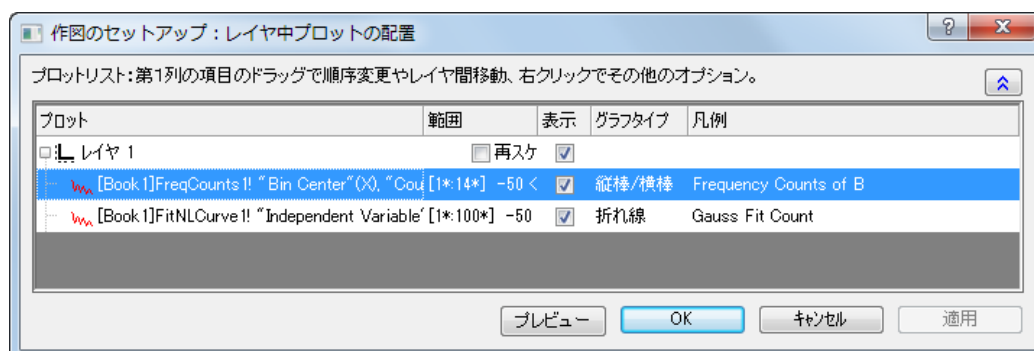 作図のセットアップ：レイヤ中プロットの配置
プロットリスト：第1列の項目のドラッグで順序変更やレイヤ間移動、右クリックでその他のオプション。
プロット 範囲 表示 グラフタイプ 凡例
レイヤ 1 再スケ
[Book1]FreqCounts1! "Bin Center"(X), "Cou [1*:14*] -50 < 縦棒/横棒 Frequency Counts of B
[Book1]FitNLCurve1! "Independent Variable" [1*:100*] -50 折れ線 Gauss Fit Count
プレビュー OK キャンセル 適用